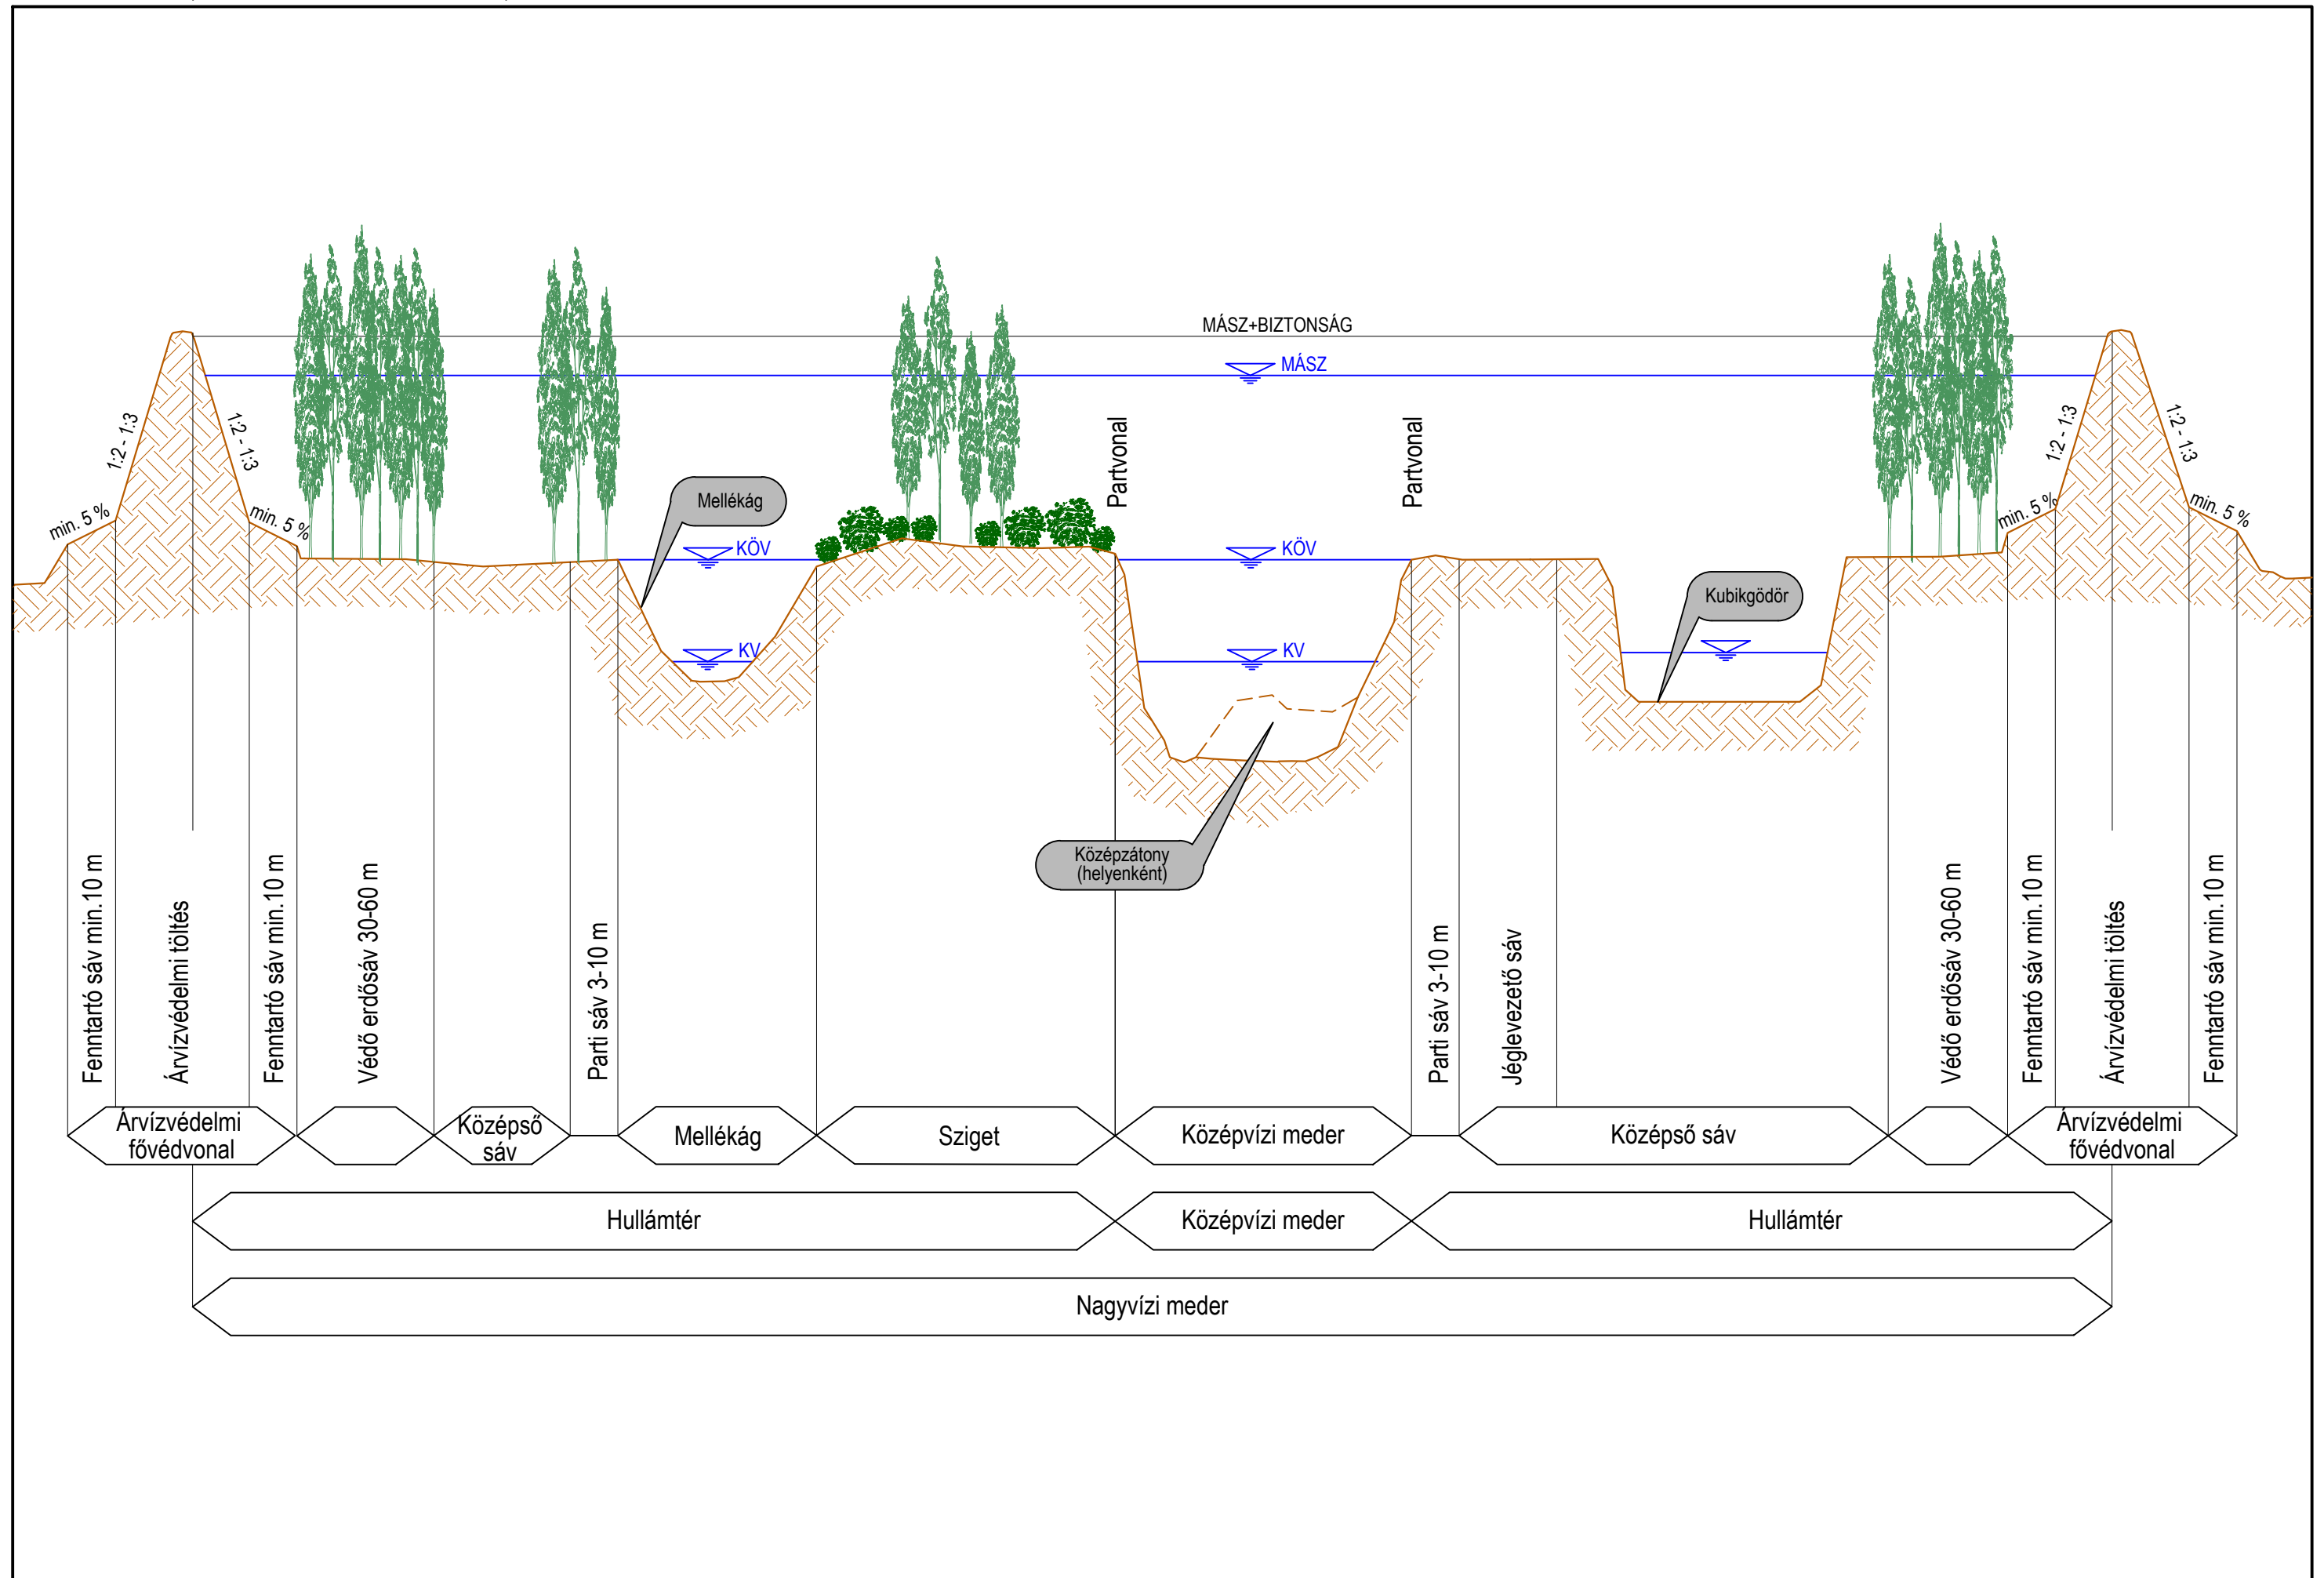 MÁSZ+BIZTONSÁG
MÁSZ
Partvonal
Partvonal
1:2 - 1:3
1:2 - 1:3
1:2 - 1:3
1:2 - 1:3
min. 5 %
min. 5 %
min. 5 %
min. 5 %
Mellékág
KÖV
KÖV
Kubikgödör
KV
KV
Középzátony
(helyenként)
Fenntartó sáv min.10 m
Árvízvédelmi töltés
Fenntartó sáv min.10 m
Védő erdősáv 30-60 m
Parti sáv 3-10 m
Parti sáv 3-10 m
Jéglevezető sáv
Védő erdősáv 30-60 m
Fenntartó sáv min.10 m
Árvízvédelmi töltés
Fenntartó sáv min.10 m
Árvízvédelmi
fővédvonal
Középső
sáv
Mellékág
Sziget
Középvízi meder
Középső sáv
Árvízvédelmi
fővédvonal
Hullámtér
Középvízi meder
Hullámtér
Nagyvízi meder